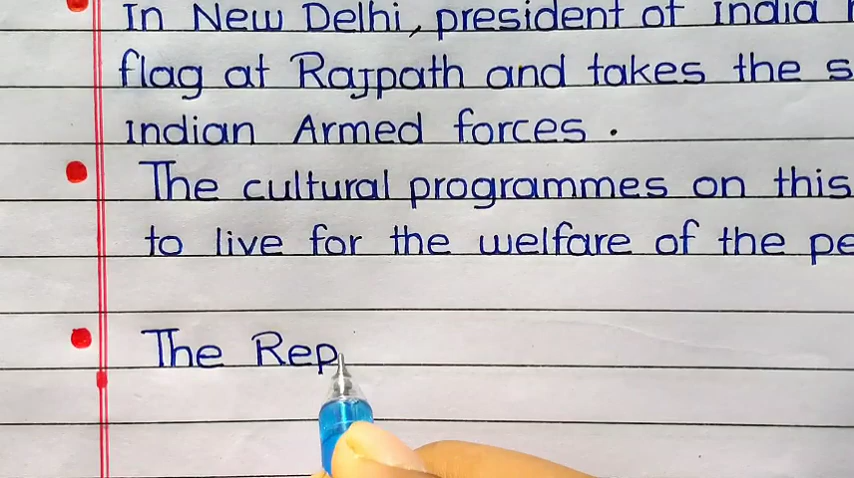 In New Delhi, president of India
flag at Rajpath and takes the
Indian Armed forces.
The cultural programmes on this
to live for the welfare of the
The Rep